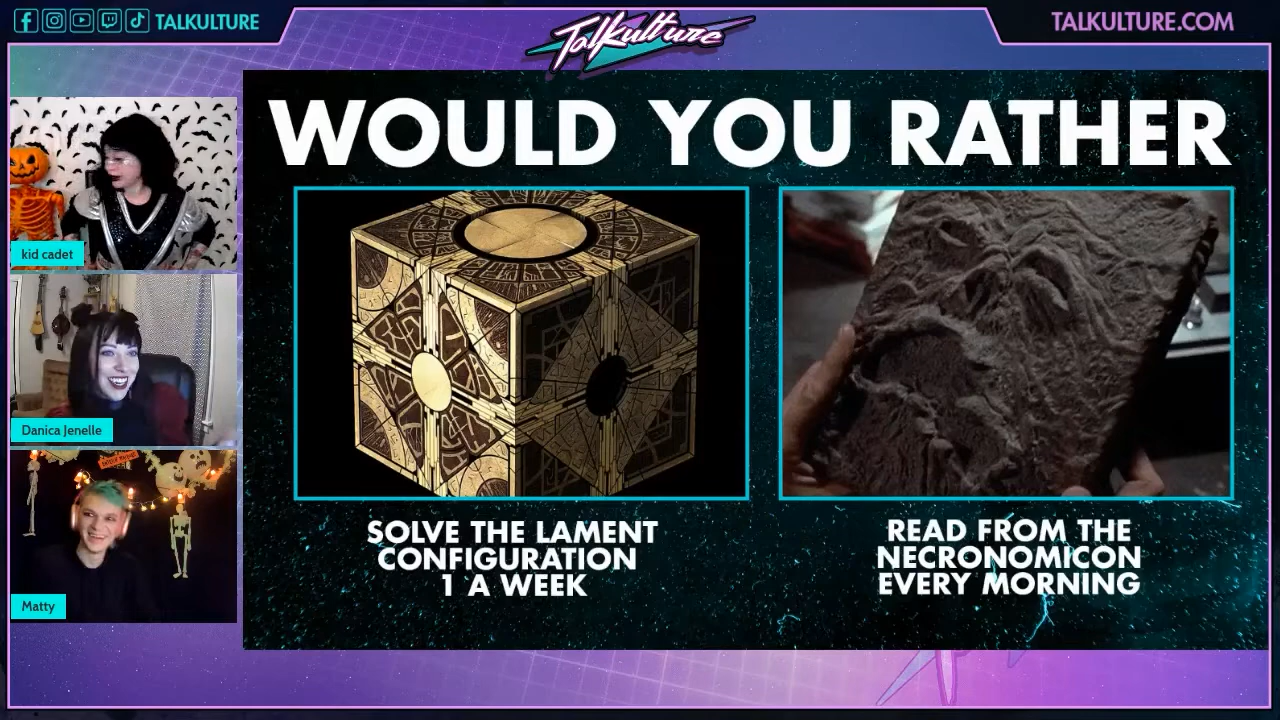 TALKULTURE
TalKulture
TALKULTURE.COM
WOULD YOU RATHER
kid cadet
Danica Jenelle
Matty
SOLVE THE LAMENT
CONFIGURATION
1 A WEEK
READ FROM THE
NECRONOMICON
EVERY MORNING